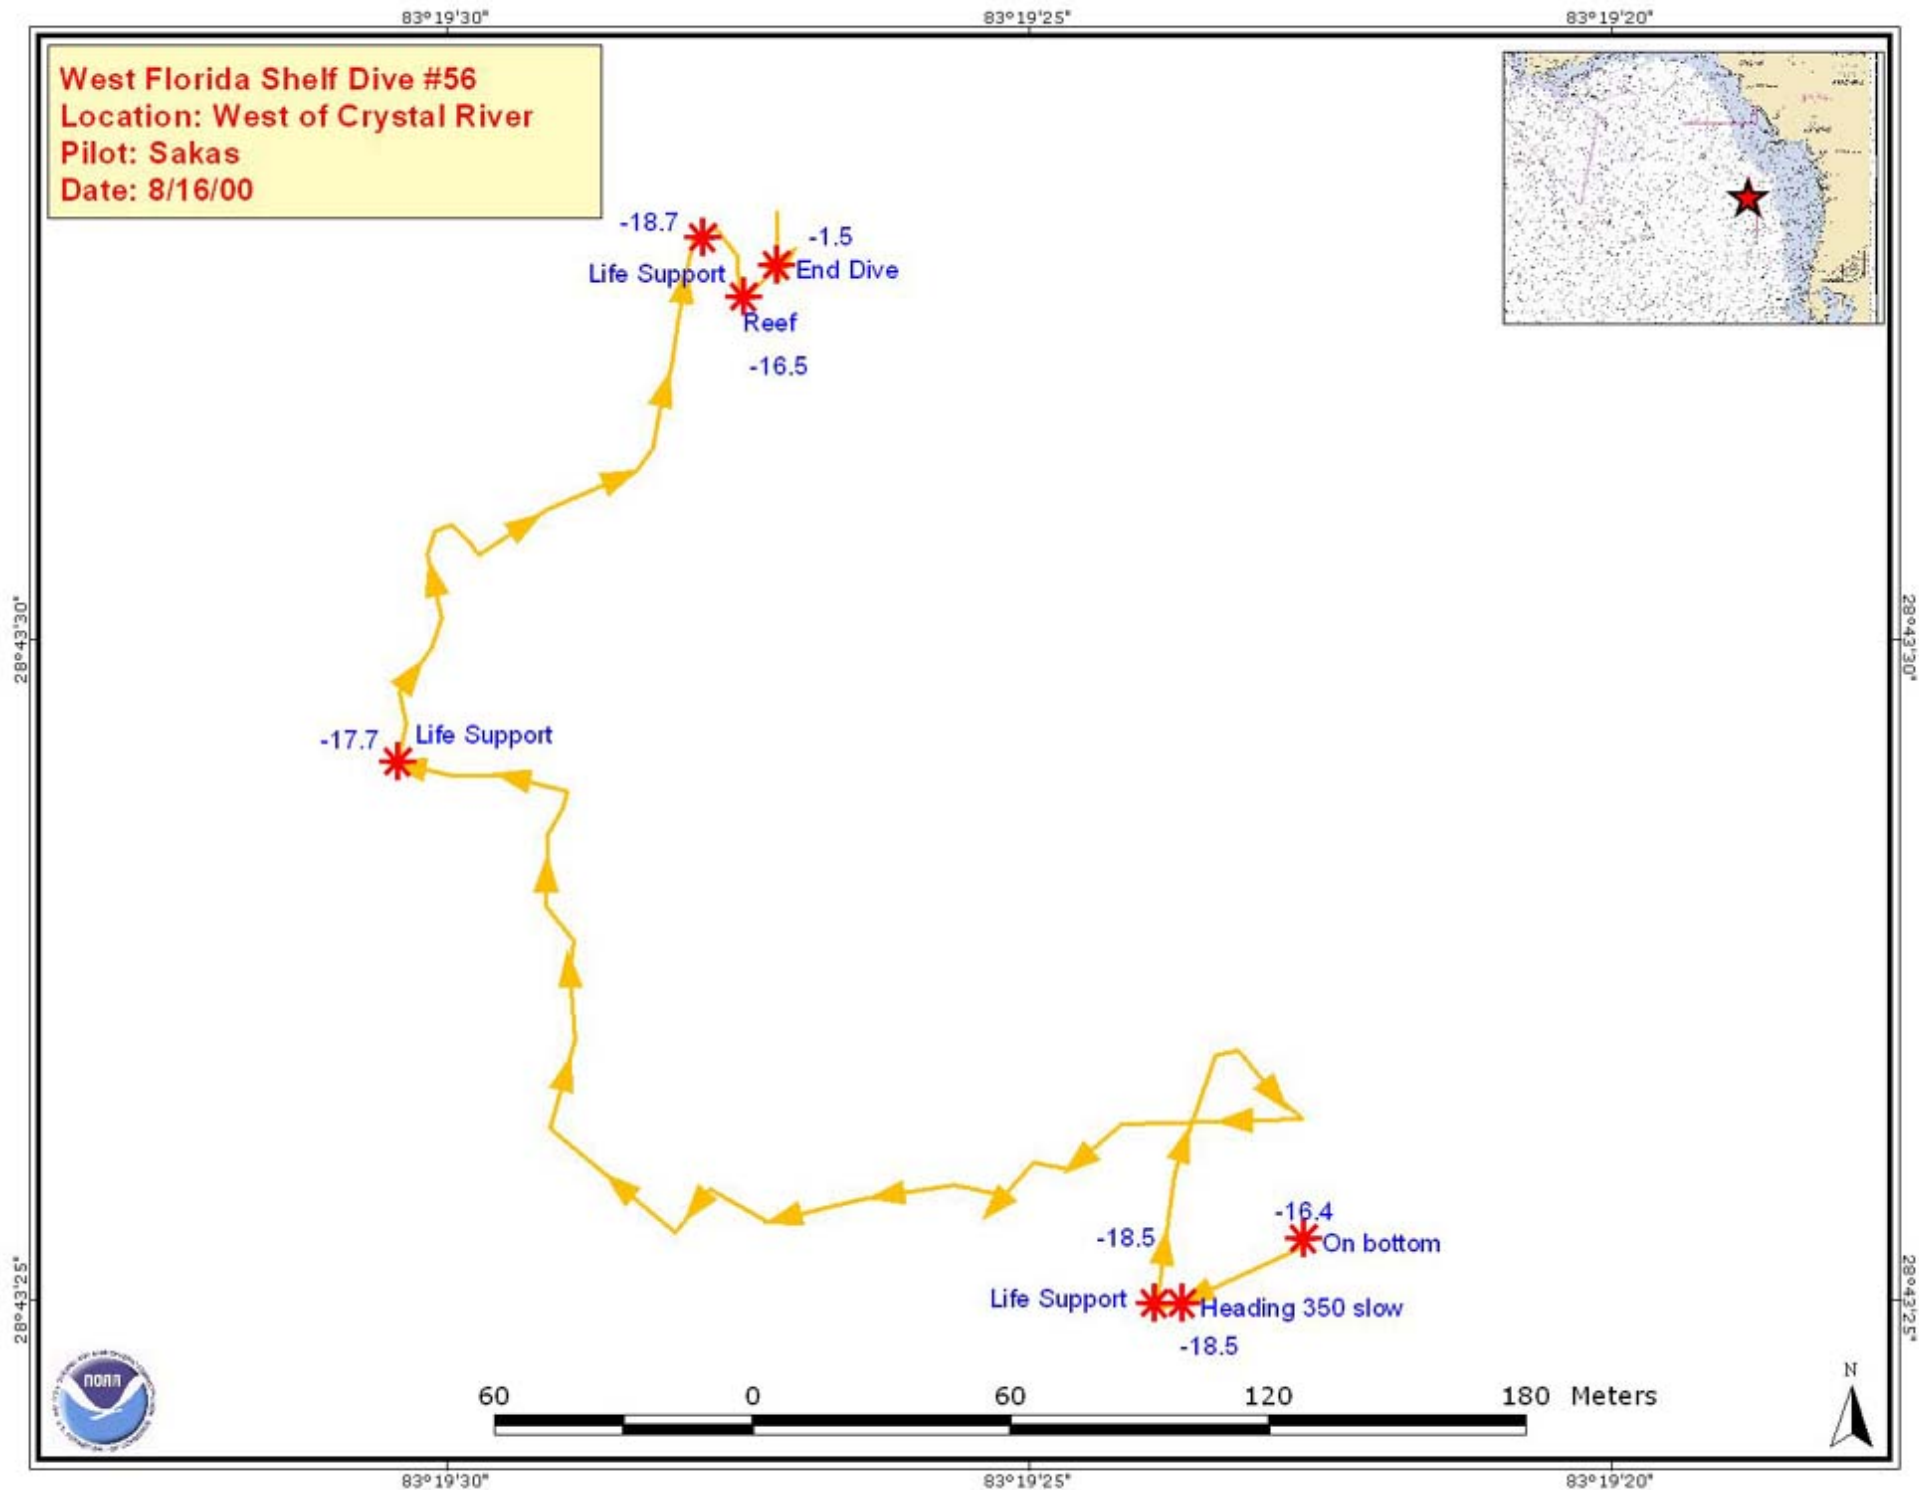 83°19'30"
83°19'25"
83°19'20"
West Florida Shelf Dive #56
Location: West of Crystal River
Pilot: Sakas
Date: 8/16/00
-18.7
-1.5
Life Support
End Dive
Reef
-16.5
28°43'30"
28°43'30"
-17.7
Life Support
-16.4
-18.5
On bottom
Life Support
Heading 350 slow
-18.5
28°43'25"
28°43'25"
NOAA
60
0
60
120
180
Meters
N
83°19'30"
83°19'25"
83°19'20"